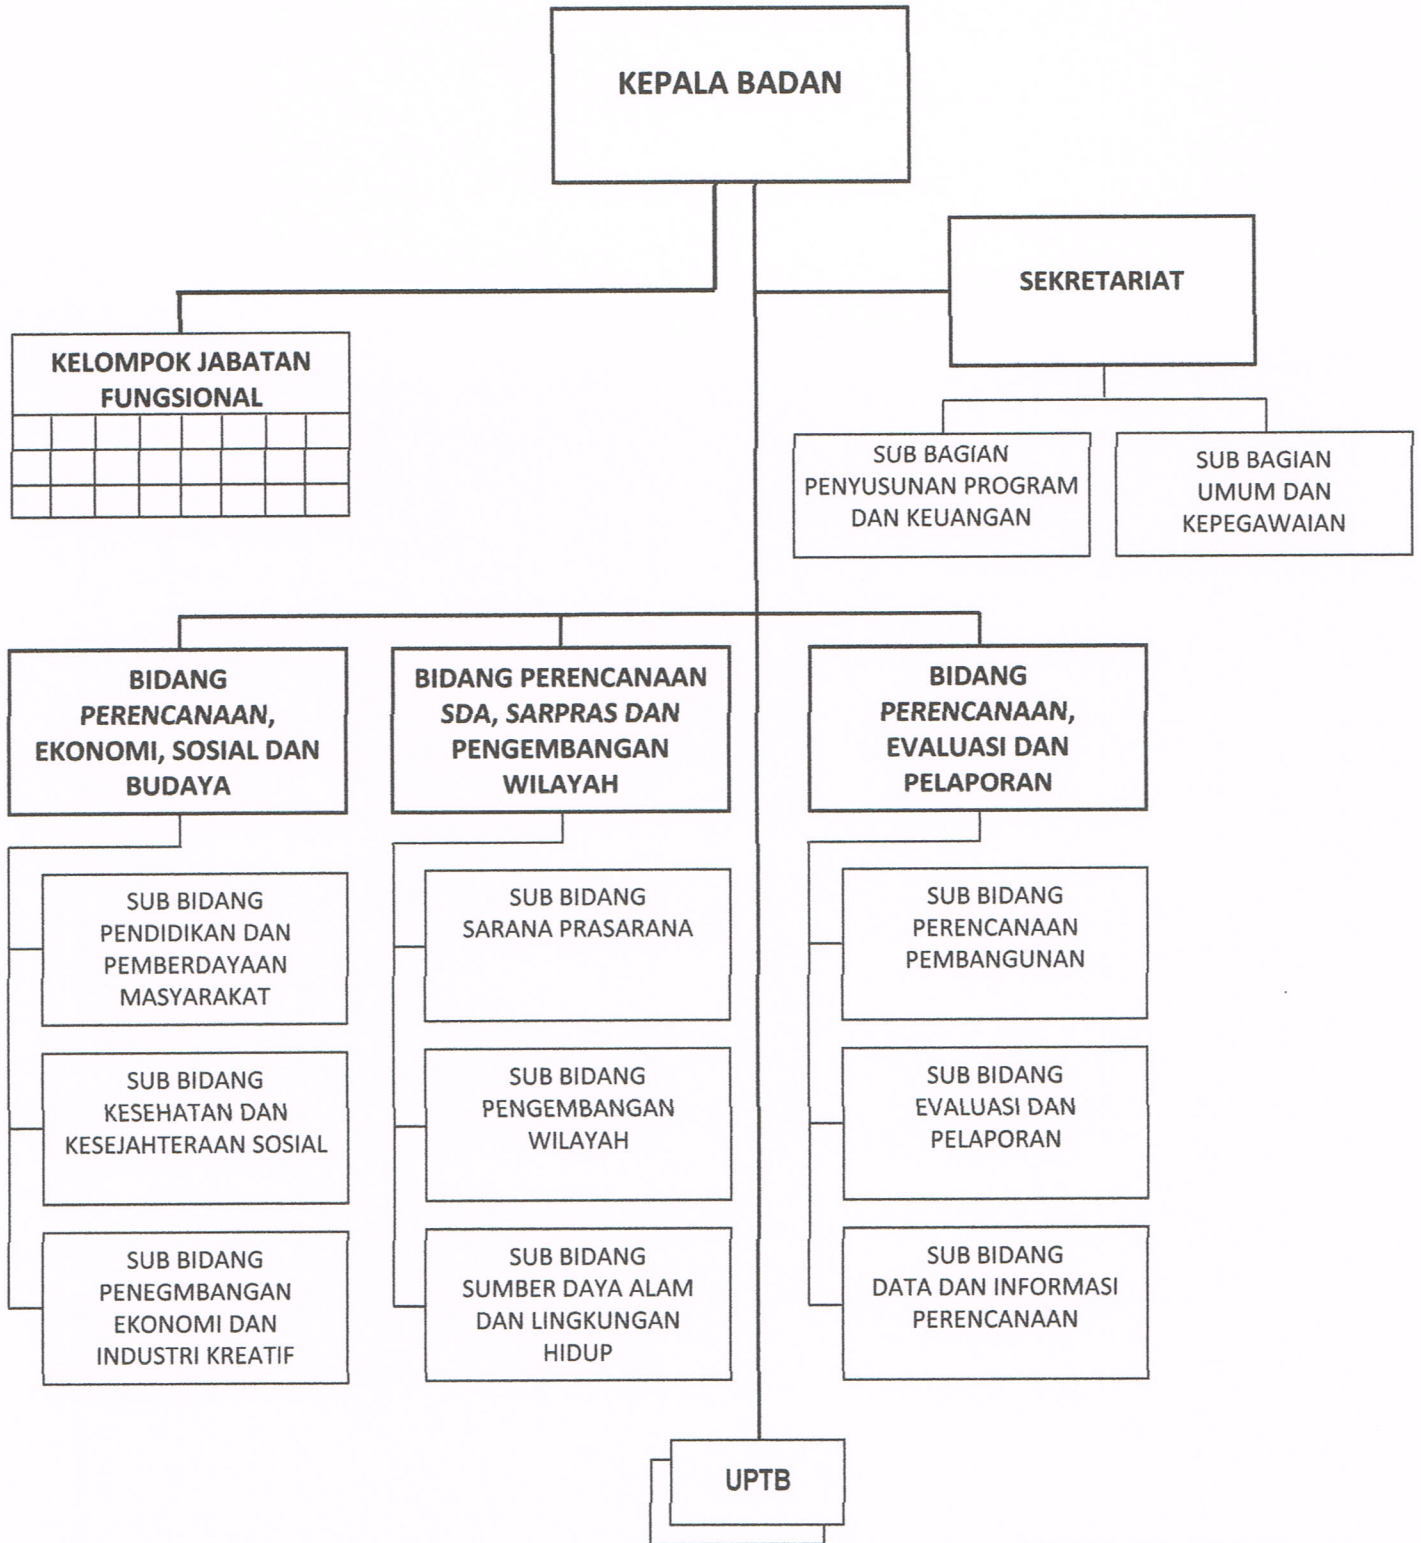 KEPALA BADAN
SEKRETARIAT
KELOMPOK JABATAN
FUNGSIONAL
SUB BAGIAN
PENYUSUNAN PROGRAM
DAN KEUANGAN
SUB BAGIAN
UMUM DAN
KEPEGAWAIAN
BIDANG
PERENCANAAN,
EKONOMI, SOSIAL DAN
BUDAYA
BIDANG PERENCANAAN
SDA, SARPRAS DAN
PENGEMBANGAN
WILAYAH
BIDANG
PERENCANAAN,
EVALUASI DAN
PELAPORAN
SUB BIDANG
PENDIDIKAN DAN
PEMBERDAYAAN
MASYARAKAT
SUB BIDANG
SARANA PRASARANA
SUB BIDANG
PERENCANAAN
PEMBANGUNAN
SUB BIDANG
KESEHATAN DAN
KESEJAHTERAAN SOSIAL
SUB BIDANG
PENGEMBANGAN
WILAYAH
SUB BIDANG
EVALUASI DAN
PELAPORAN
SUB BIDANG
PENEGMBANGAN
EKONOMI DAN
INDUSTRI KREATIF
SUB BIDANG
SUMBER DAYA ALAM
DAN LINGKUNGAN
HIDUP
SUB BIDANG
DATA DAN INFORMASI
PERENCANAAN
UPTB